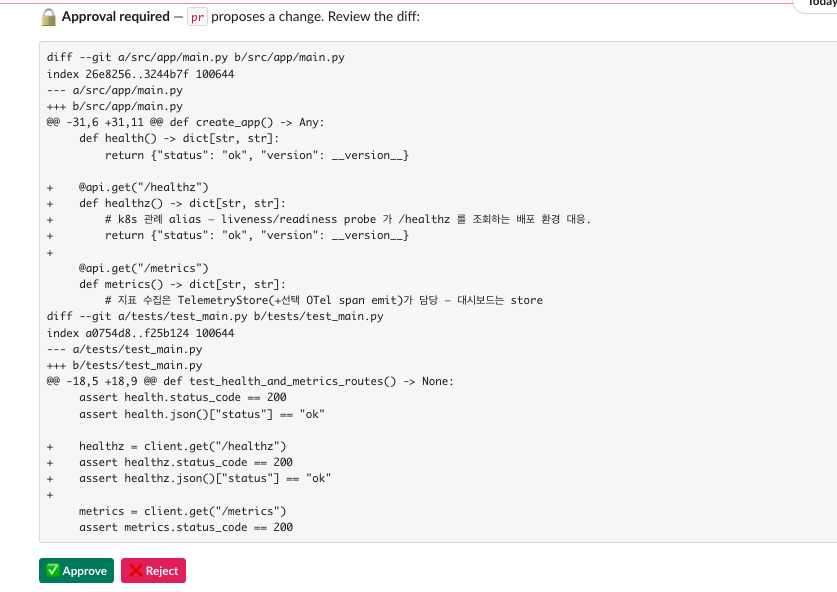 Today
🔒 Approval required — pr proposes a change. Review the diff:
diff --git a/src/app/main.py b/src/app/main.py
index 26e8256..3244b7f 100644
--- a/src/app/main.py
+++ b/src/app/main.py
@@ -31,6 +31,11 @@ def create_app() -> Any:
     def health() -> dict[str, str]:
         return {"status": "ok", "version": __version__}

+    @api.get("/healthz")
+    def healthz() -> dict[str, str]:
+        # k8s 관례 alias — liveness/readiness probe 가 /healthz 를 조회하는 배포 환경 대응.
+        return {"status": "ok", "version": __version__}
+
     @api.get("/metrics")
     def metrics() -> dict[str, str]:
         # 지표 수집은 TelemetryStore(+선택 OTel span emit)가 담당 — 대시보드는 store
diff --git a/tests/test_main.py b/tests/test_main.py
index a0754d8..f25b124 100644
--- a/tests/test_main.py
+++ b/tests/test_main.py
@@ -18,5 +18,9 @@ def test_health_and_metrics_routes() -> None:
     assert health.status_code == 200
     assert health.json()["status"] == "ok"

+    healthz = client.get("/healthz")
+    assert healthz.status_code == 200
+    assert healthz.json()["status"] == "ok"
+
     metrics = client.get("/metrics")
     assert metrics.status_code == 200
✅ Approve ❌ Reject